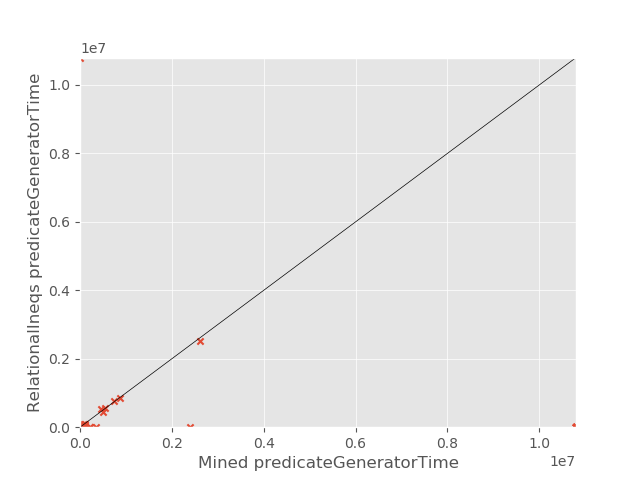 1e7
1.0
0.8
0.6
0.4
0.2
0.0
RelationalIneqs predicateGeneratorTime
0.0 0.2 0.4 0.6 0.8 1.0
1e7
Mined predicateGeneratorTime